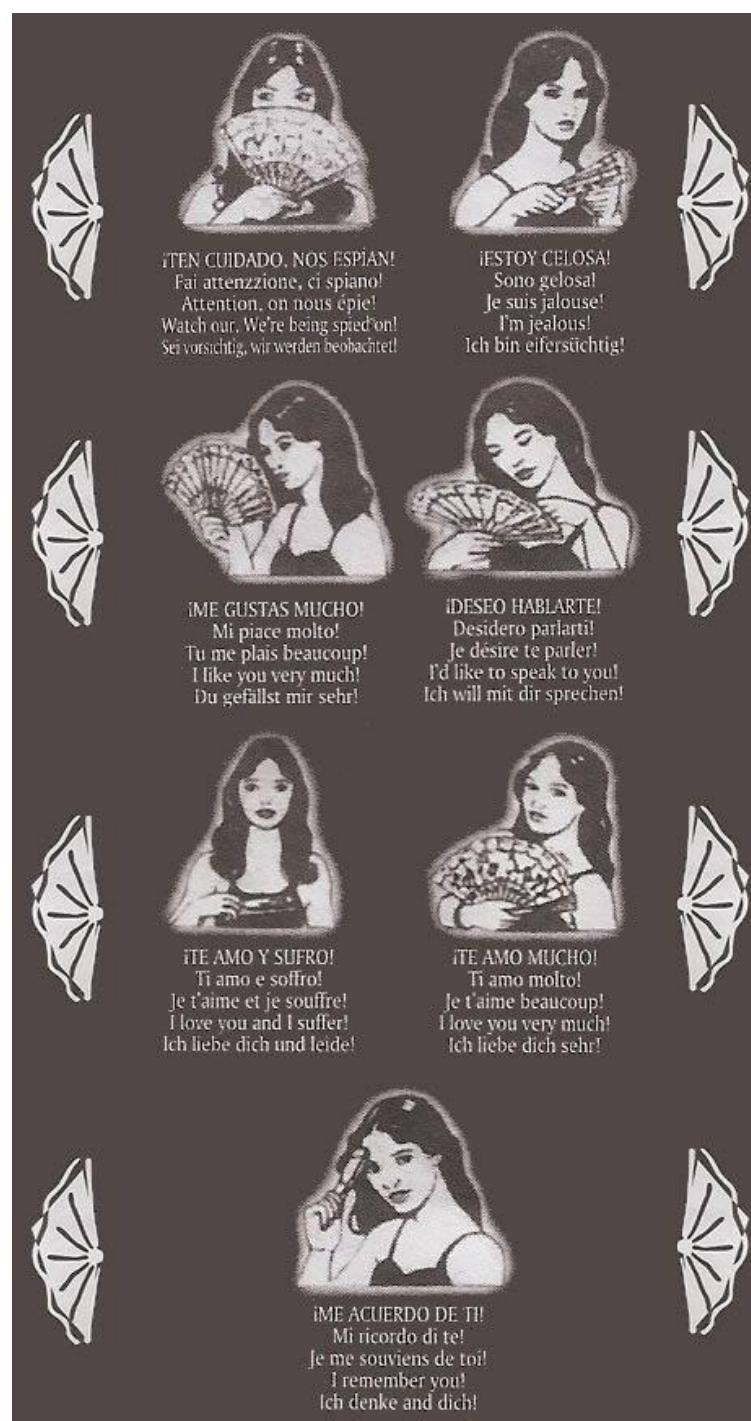 ¡TEN CUIDADO, NOS ESPÍAN!
Fai attenzzione, ci spiano!
Attention, on nous épie!
Watch our, We're being spied on!
Sei vorsichtig, wir werden beobachtet!
¡ESTOY CELOSA!
Sono gelosa!
Je suis jalouse!
I'm jealous!
Ich bin eifersüchtig!
¡ME GUSTAS MUCHO!
Mi piace molto!
Tu me plais beaucoup!
I like you very much!
Du gefällst mir sehr!
¡DESEO HABLARTE!
Desidero parlarti!
Je désire te parler!
I'd like to speak to you!
Ich will mit dir sprechen!
¡TE AMO Y SUFRO!
Ti amo e soffro!
Je t'aime et je souffre!
I love you and I suffer!
Ich liebe dich und leide!
¡TE AMO MUCHO!
Ti amo molto!
Je t'aime beaucoup!
I love you very much!
Ich liebe dich sehr!
¡ME ACUERDO DE TI!
Mi ricordo di te!
Je me souviens de toi!
I remember you!
Ich denke and dich!